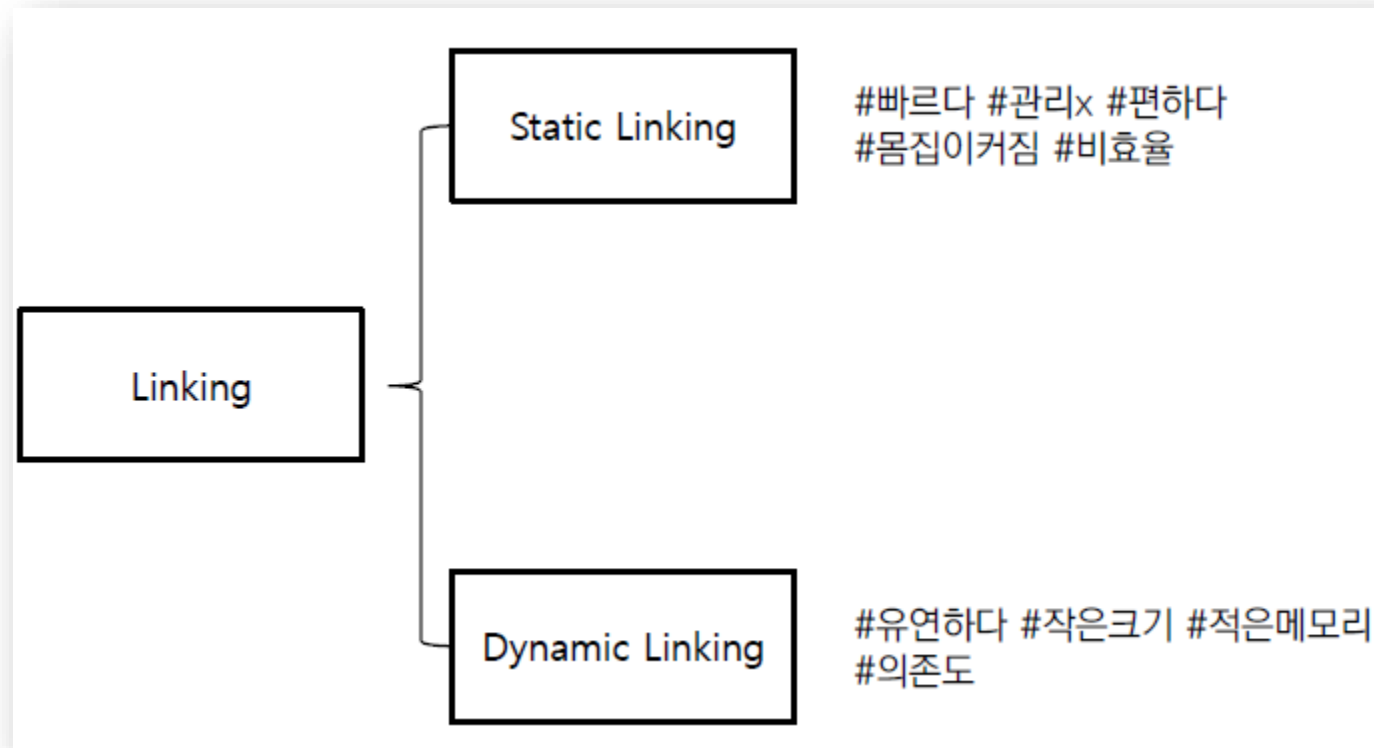 Static Linking
#빠르다 #관리x #편하다
#몸집이커짐 #비효율
Linking
Dynamic Linking
#유연하다 #작은크기 #적은메모리
#의존도